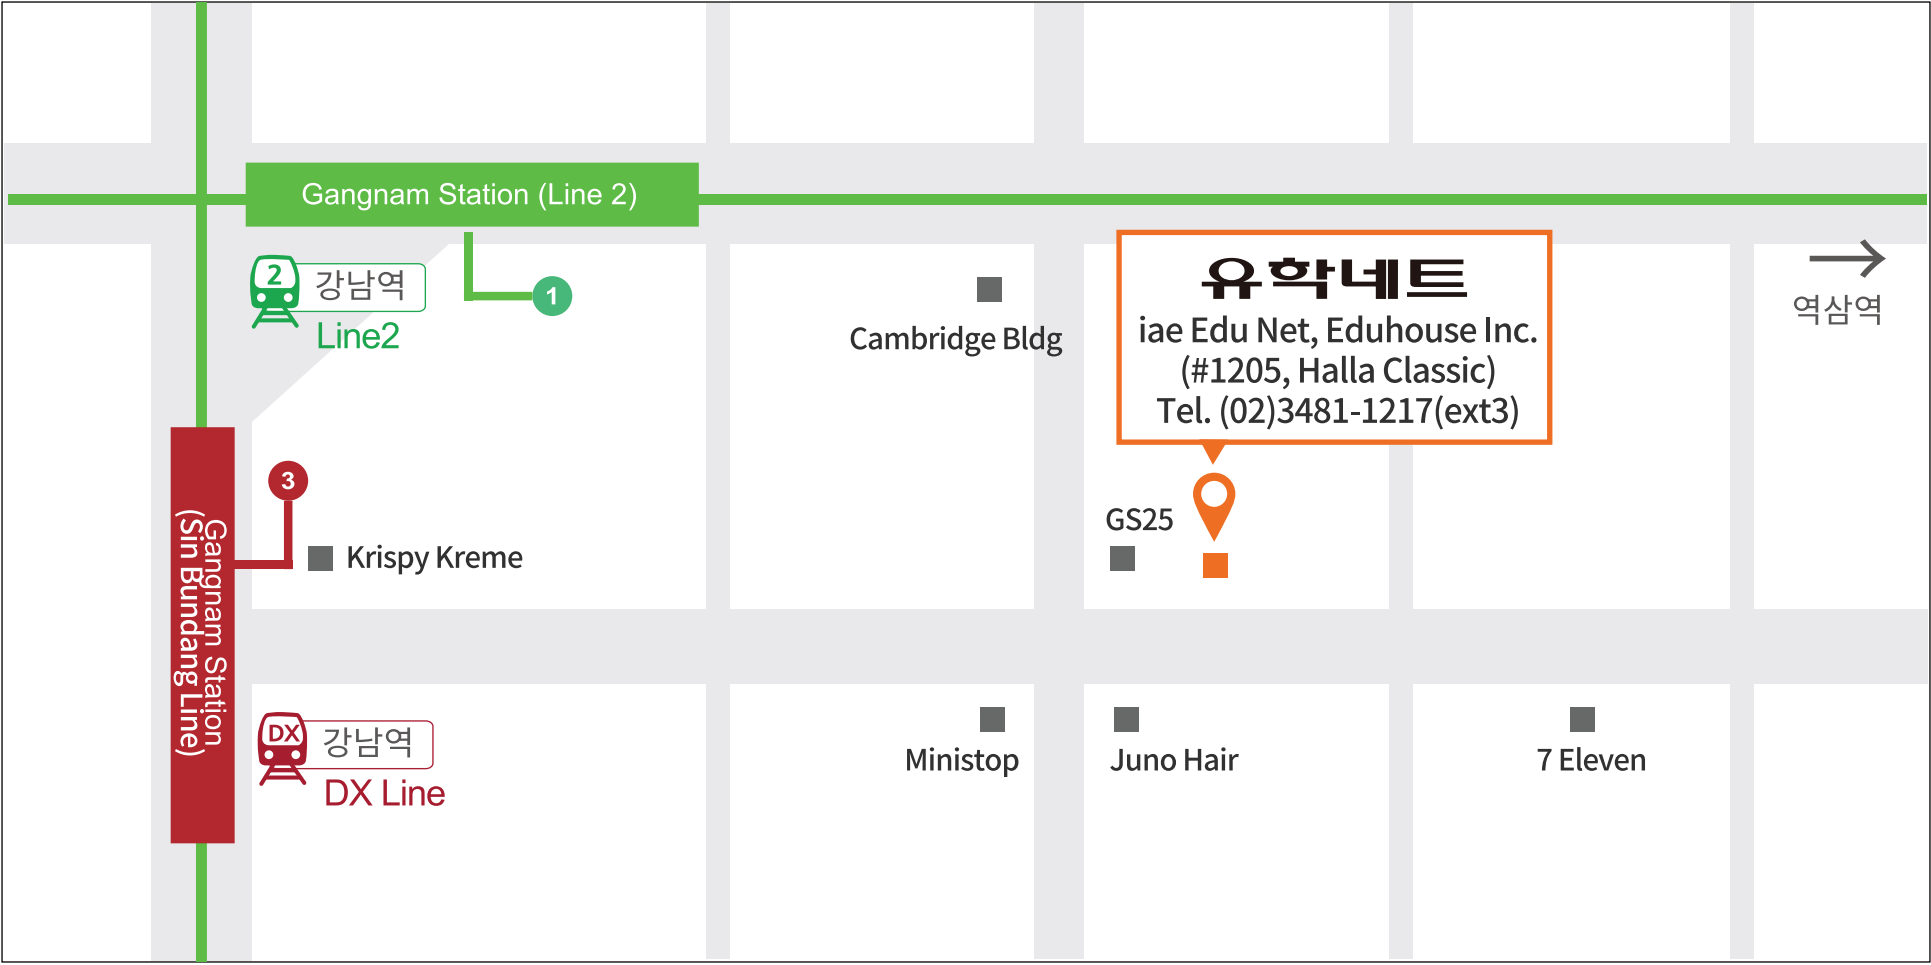 Gangnam Station (Line 2)
2
강남역
Line2
1
Cambridge Bldg
유학네트
iae Edu Net, Eduhouse Inc.
(#1205, Halla Classic)
Tel. (02)3481-1217(ext3)
역삼역
3
Krispy Kreme
GS25
Gangnam Station
(Sin Bundang Line)
DX
강남역
DX Line
Ministop
Juno Hair
7 Eleven